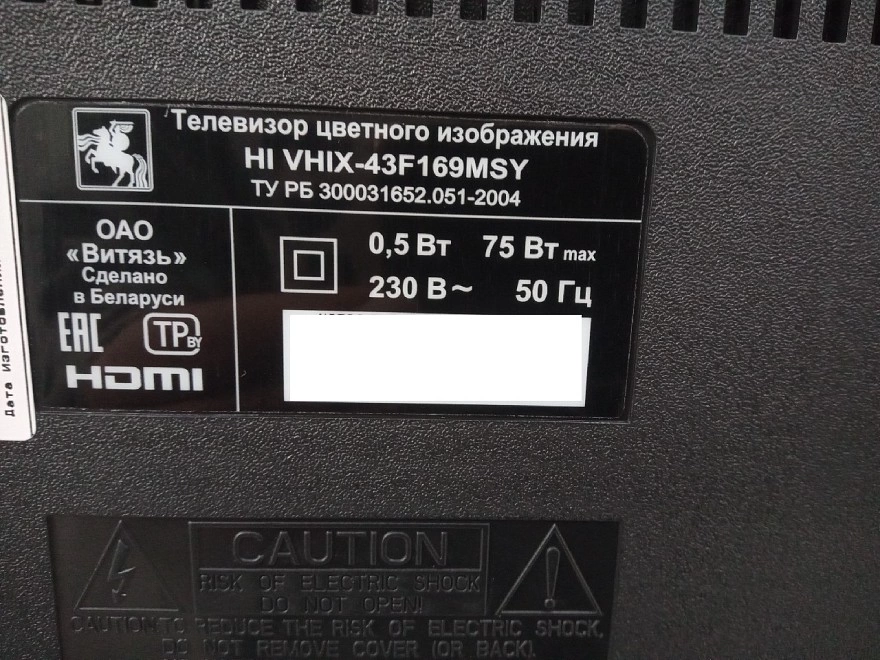 Телевизор цветного изображения
HI VHIX-43F169MSY
ТУ РБ 300031652.051-2004
ОАО
«Витязь»
Сделано
в Беларуси
EAC TP BY
HDMI
0,5 Вт 75 Вт max
230 В ~ 50 Гц
Дата изготовления
CAUTION
RISK OF ELECTRIC SHOCK
DO NOT OPEN!
CAUTION TO REDUCE THE RISK OF ELECTRIC SHOCK,
DO NOT REMOVE COVER (OR BACK).